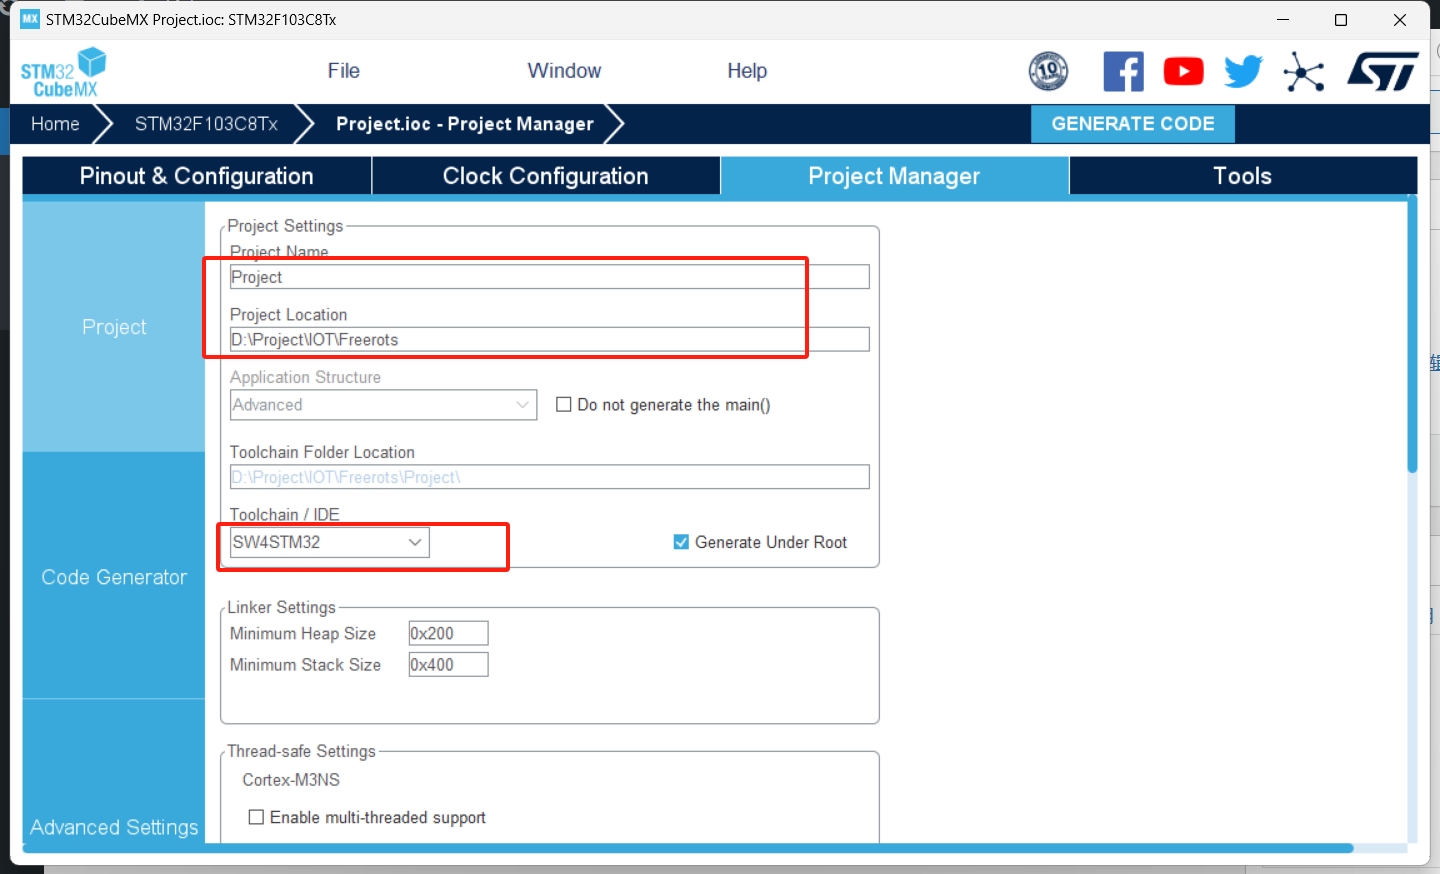 MX STM32CubeMX Project.ioc: STM32F103C8Tx
STM32
CubeMX
File Window Help
10
ST
Home STM32F103C8Tx Project.ioc - Project Manager GENERATE CODE
Pinout & Configuration Clock Configuration Project Manager Tools
Project
Code Generator
Advanced Settings
Project Settings
Project Name
Project
Project Location
D:\Project\IOT\Freerots
Application Structure
Advanced Do not generate the main()
Toolchain Folder Location
D:\Project\IOT\Freerots\Project\
Toolchain / IDE
SW4STM32 Generate Under Root
Linker Settings
Minimum Heap Size 0x200
Minimum Stack Size 0x400
Thread-safe Settings
Cortex-M3NS
Enable multi-threaded support